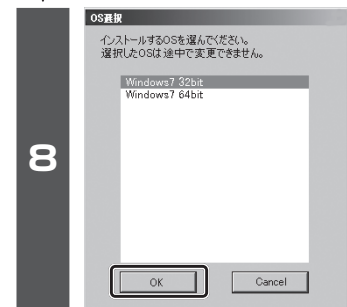 8
OS選択
インストールするOSを選んでください。
選択したOSは途中で変更できません。
Windows7 32bit
Windows7 64bit
OK
Cancel